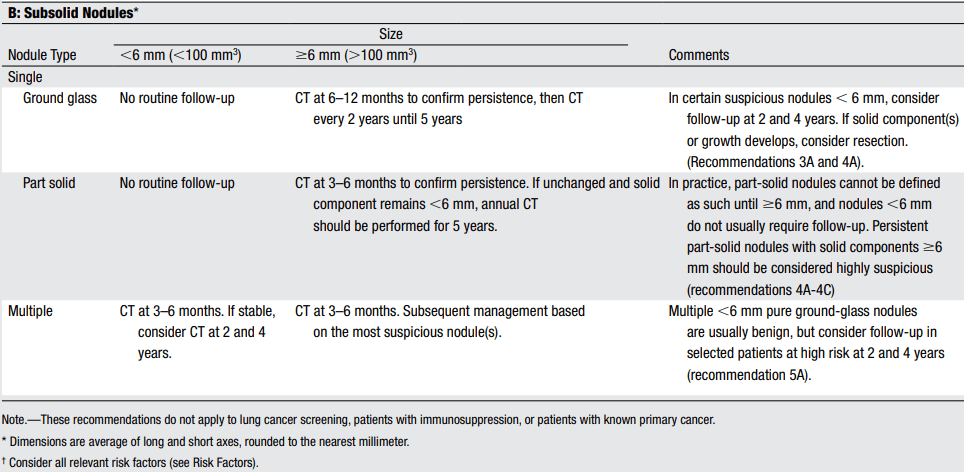 B: Subsolid Nodules*
Size
Nodule Type <6 mm (<100 mm³) ≥6 mm (>100 mm³) Comments
Single
Ground glass No routine follow-up CT at 6–12 months to confirm persistence, then CT In certain suspicious nodules < 6 mm, consider
every 2 years until 5 years follow-up at 2 and 4 years. If solid component(s)
or growth develops, consider resection.
(Recommendations 3A and 4A).
Part solid No routine follow-up CT at 3–6 months to confirm persistence. If unchanged and solid In practice, part-solid nodules cannot be defined
component remains <6 mm, annual CT as such until ≥6 mm, and nodules <6 mm
should be performed for 5 years. do not usually require follow-up. Persistent
part-solid nodules with solid components ≥6
mm should be considered highly suspicious
(recommendations 4A-4C)
Multiple CT at 3–6 months. If stable, CT at 3–6 months. Subsequent management based Multiple <6 mm pure ground-glass nodules
consider CT at 2 and 4 on the most suspicious nodule(s). are usually benign, but consider follow-up in
years. selected patients at high risk at 2 and 4 years
(recommendation 5A).
Note.—These recommendations do not apply to lung cancer screening, patients with immunosuppression, or patients with known primary cancer.
* Dimensions are average of long and short axes, rounded to the nearest millimeter.
† Consider all relevant risk factors (see Risk Factors).